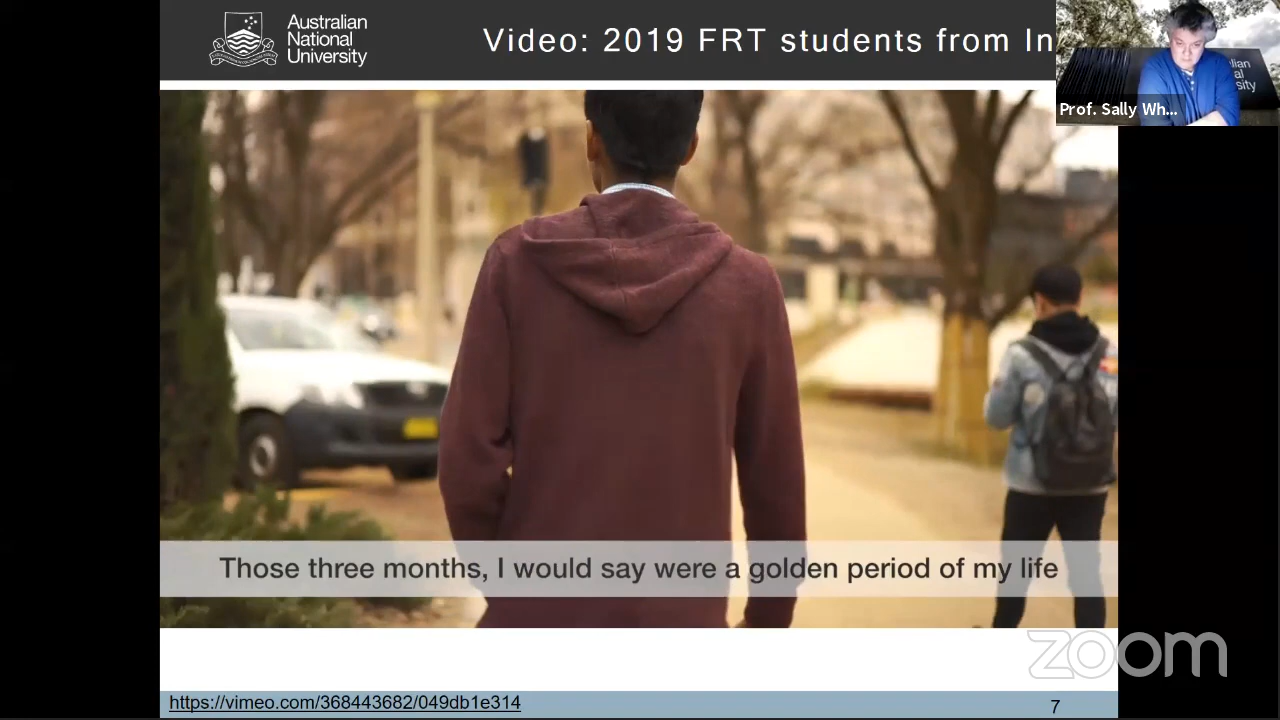 Australian
National
University
Video: 2019 FRT students from In
Prof. Sally Wh...
Those three months, I would say were a golden period of my life
zoom
https://vimeo.com/368443682/049db1e314
7